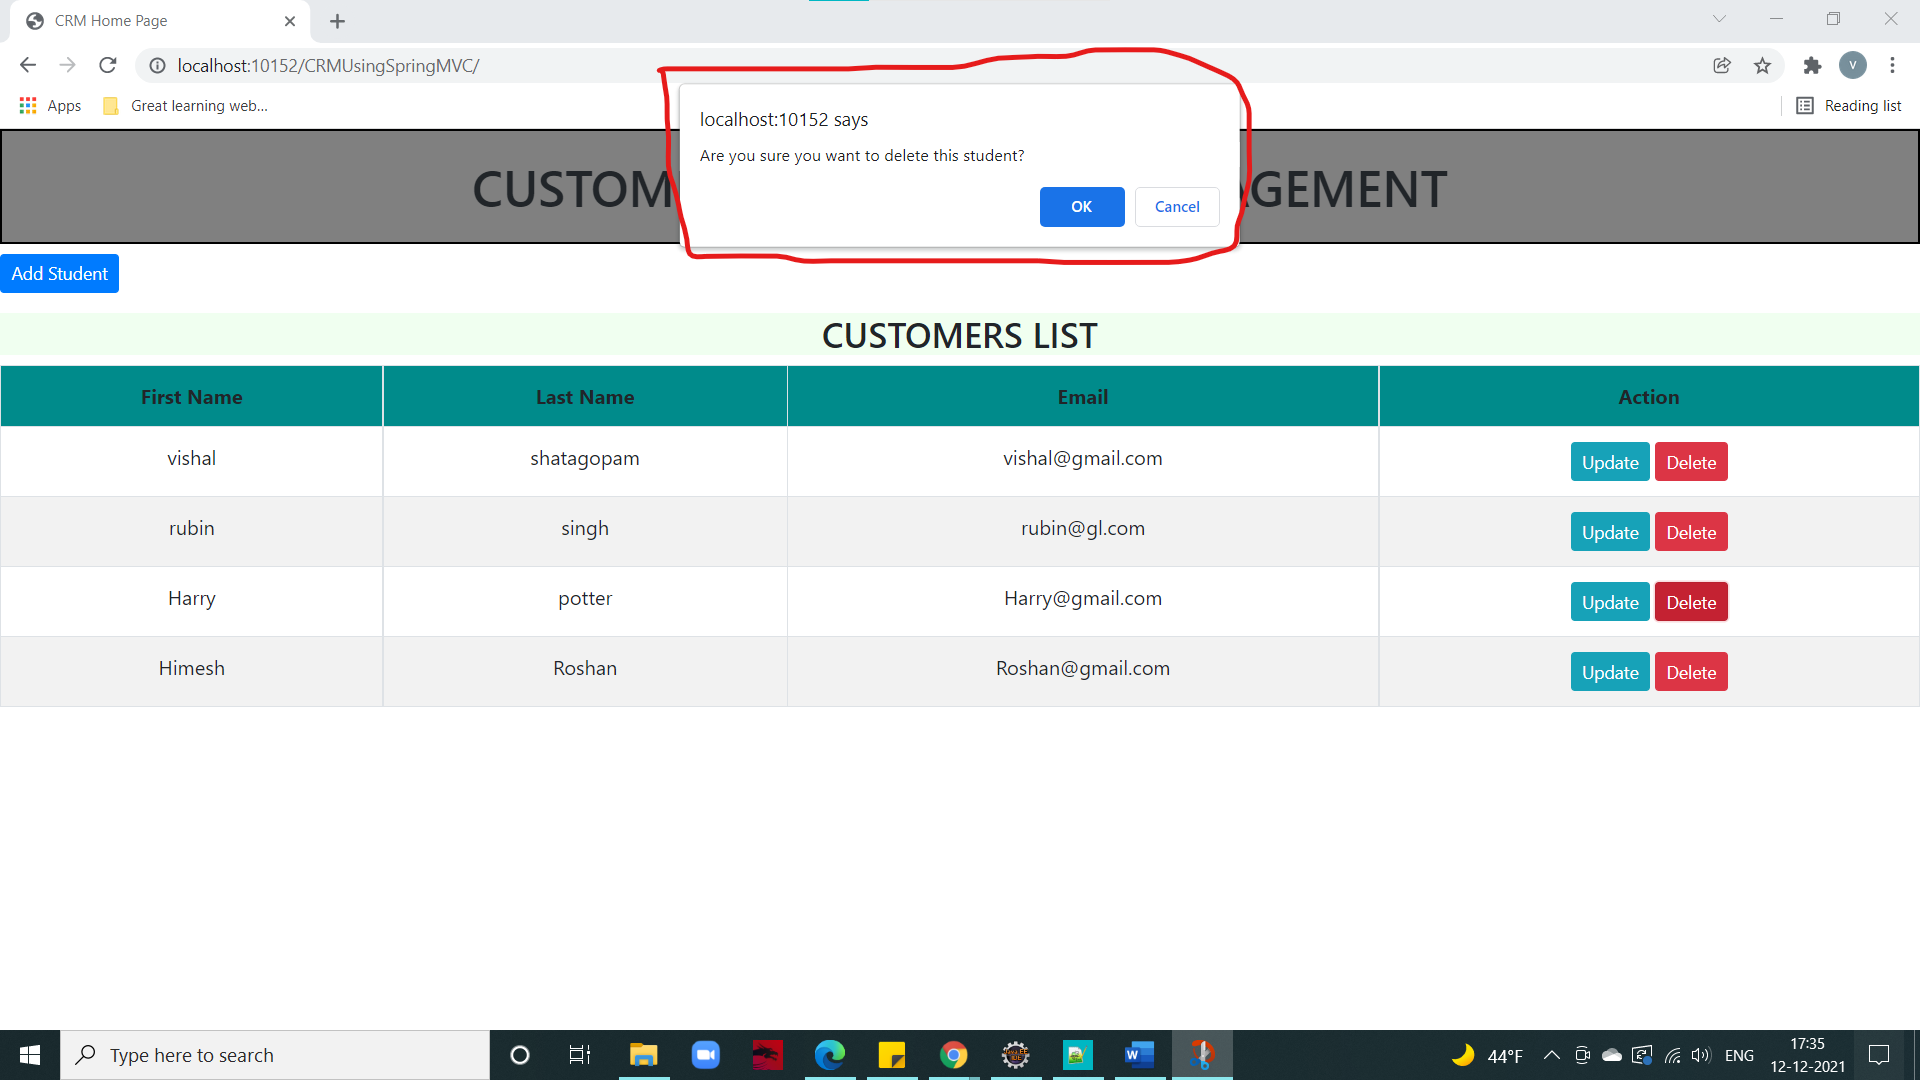 CRM Home Page
localhost:10152/CRMUsingSpringMVC/
V
Apps
Great learning web...
Reading list
localhost:10152 says
Are you sure you want to delete this student?
OK
Cancel
CUSTOM AGEMENT
Add Student
CUSTOMERS LIST
First Name Last Name Email Action
vishal shatagopam vishal@gmail.com Update Delete
rubin singh rubin@gl.com Update Delete
Harry potter Harry@gmail.com Update Delete
Himesh Roshan Roshan@gmail.com Update Delete
Type here to search
44°F
ENG
17:35
12-12-2021